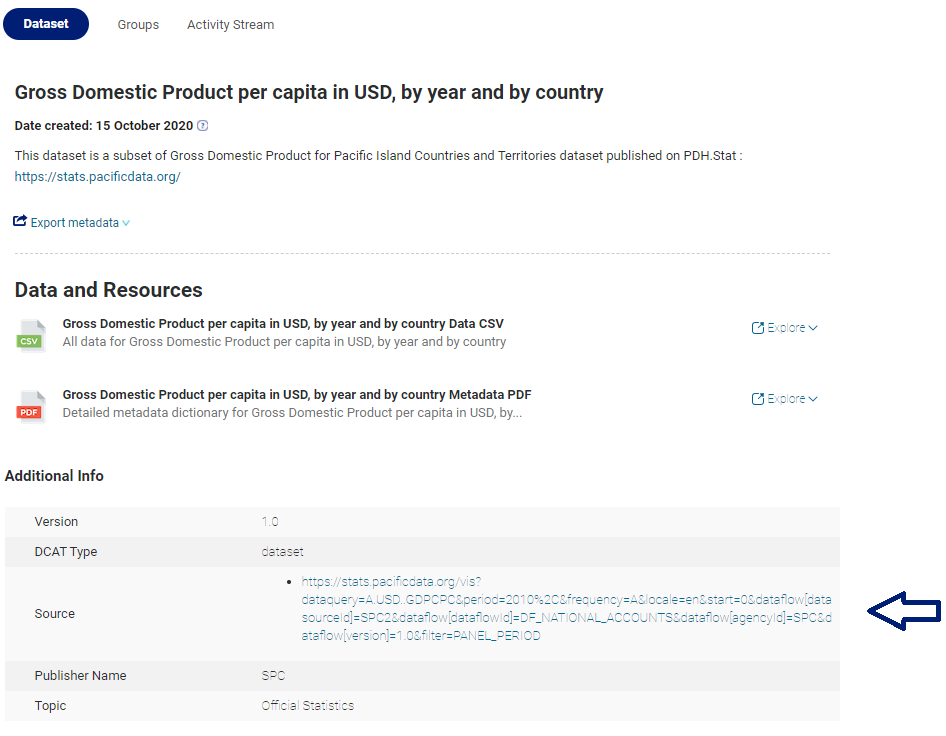 Dataset Groups Activity Stream
Gross Domestic Product per capita in USD, by year and by country
Date created: 15 October 2020 ?
This dataset is a subset of Gross Domestic Product for Pacific Island Countries and Territories dataset published on PDH.Stat :
https://stats.pacificdata.org/
Export metadata
Data and Resources
CSV
Gross Domestic Product per capita in USD, by year and by country Data CSV
Explore
All data for Gross Domestic Product per capita in USD, by year and by country
PDF
Gross Domestic Product per capita in USD, by year and by country Metadata PDF
Explore
Detailed metadata dictionary for Gross Domestic Product per capita in USD, by...
Additional Info
Version 1.0
DCAT Type dataset
Source
• https://stats.pacificdata.org/vis?
dataquery=A.USD..GDPCPC&period=2010%2C&frequency=A&locale=en&start=0&dataflow[data
sourceId]=SPC2&dataflow[dataflowId]=DF_NATIONAL_ACCOUNTS&dataflow[agencyId]=SPC&d
ataflow[version]=1.0&filter=PANEL_PERIOD
Publisher Name SPC
Topic Official Statistics